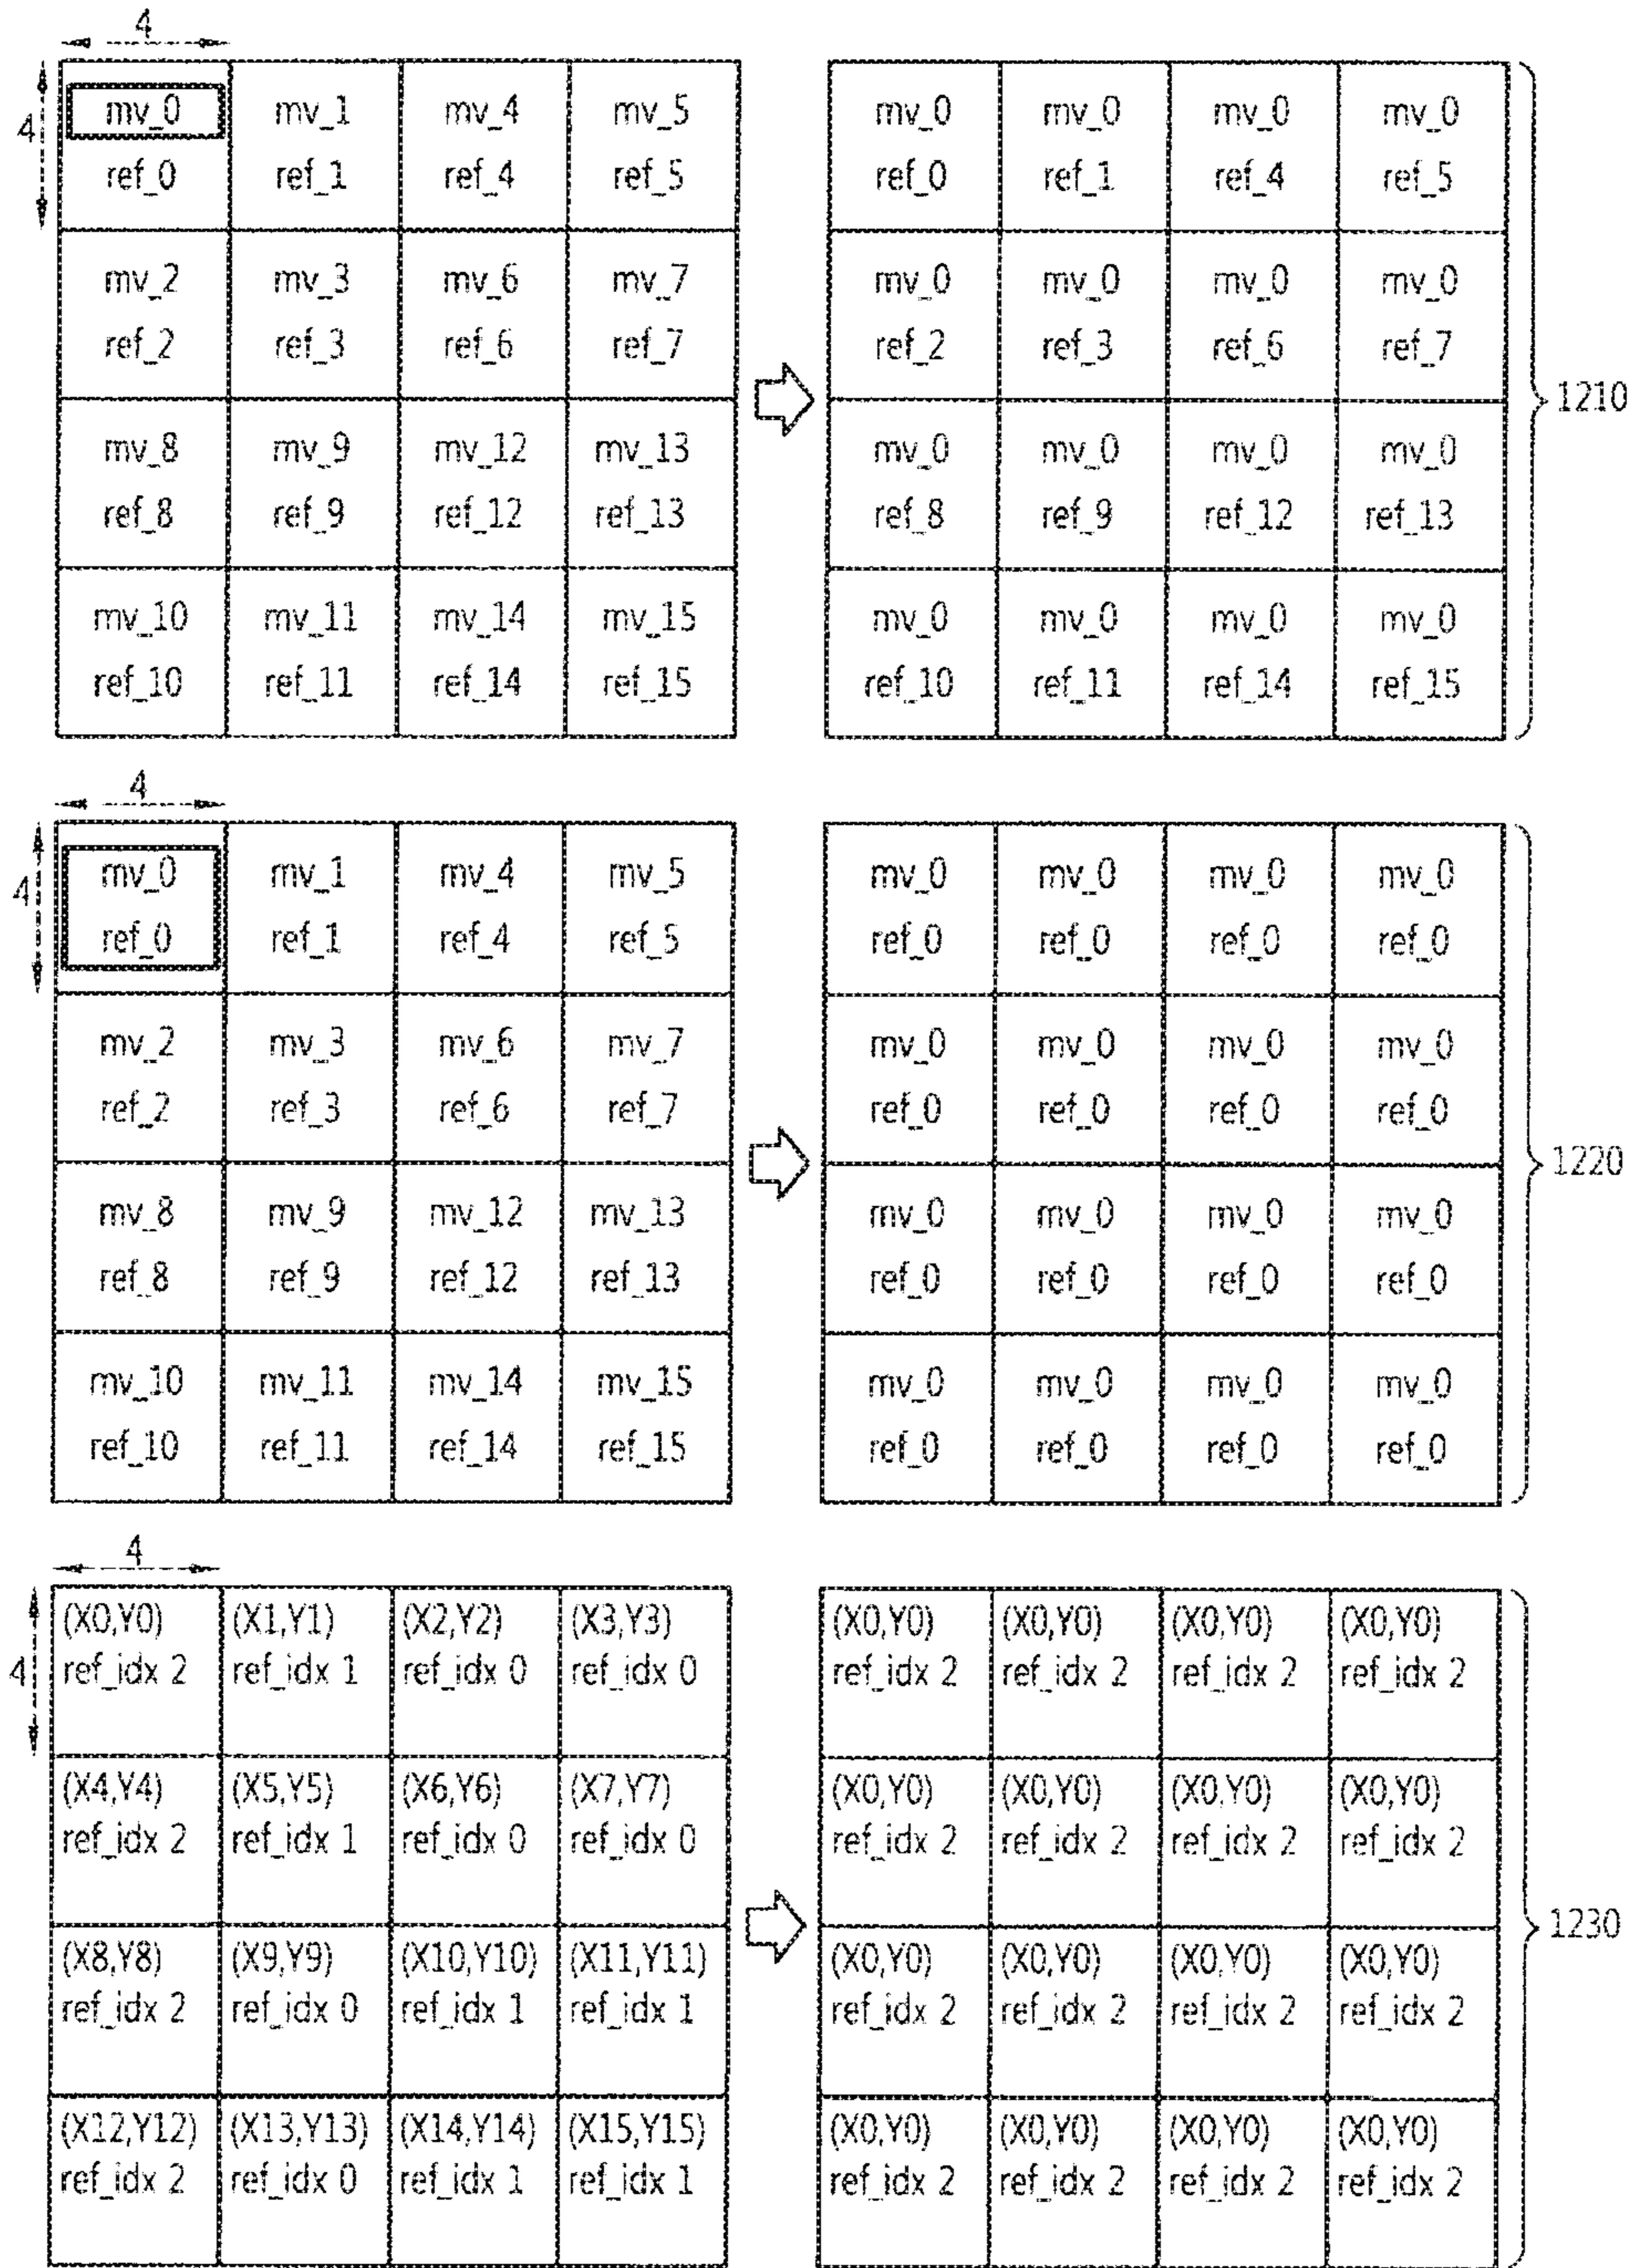 4
4
mv_0 mv_1 mv_4 mv_5 mv_0 mv_0 mv_0 mv_0
ref_0 ref_1 ref_4 ref_5 ref_0 ref_1 ref_4 ref_5
mv_2 mv_3 mv_6 mv_7 mv_0 mv_0 mv_0 mv_0
ref_2 ref_3 ref_6 ref_7 ref_2 ref_3 ref_6 ref_7
1210
mv_8 mv_9 mv_12 mv_13 mv_0 mv_0 mv_0 mv_0
ref_8 ref_9 ref_12 ref_13 ref_8 ref_9 ref_12 ref_13
mv_10 mv_11 mv_14 mv_15 mv_0 mv_0 mv_0 mv_0
ref_10 ref_11 ref_14 ref_15 ref_10 ref_11 ref_14 ref_15
4
4
mv_0 mv_1 mv_4 mv_5 mv_0 mv_0 mv_0 mv_0
ref_0 ref_1 ref_4 ref_5 ref_0 ref_0 ref_0 ref_0
mv_2 mv_3 mv_6 mv_7 mv_0 mv_0 mv_0 mv_0
ref_2 ref_3 ref_6 ref_7 ref_0 ref_0 ref_0 ref_0
1220
mv_8 mv_9 mv_12 mv_13 mv_0 mv_0 mv_0 mv_0
ref_8 ref_9 ref_12 ref_13 ref_0 ref_0 ref_0 ref_0
mv_10 mv_11 mv_14 mv_15 mv_0 mv_0 mv_0 mv_0
ref_10 ref_11 ref_14 ref_15 ref_0 ref_0 ref_0 ref_0
4
4
(X0,Y0) (X1,Y1) (X2,Y2) (X3,Y3) (X0,Y0) (X0,Y0) (X0,Y0) (X0,Y0)
ref_idx 2 ref_idx 1 ref_idx 0 ref_idx 0 ref_idx 2 ref_idx 2 ref_idx 2 ref_idx 2
(X4,Y4) (X5,Y5) (X6,Y6) (X7,Y7) (X0,Y0) (X0,Y0) (X0,Y0) (X0,Y0)
ref_idx 2 ref_idx 1 ref_idx 0 ref_idx 0 ref_idx 2 ref_idx 2 ref_idx 2 ref_idx 2
1230
(X8,Y8) (X9,Y9) (X10,Y10) (X11,Y11) (X0,Y0) (X0,Y0) (X0,Y0) (X0,Y0)
ref_idx 2 ref_idx 0 ref_idx 1 ref_idx 1 ref_idx 2 ref_idx 2 ref_idx 2 ref_idx 2
(X12,Y12) (X13,Y13) (X14,Y14) (X15,Y15) (X0,Y0) (X0,Y0) (X0,Y0) (X0,Y0)
ref_idx 2 ref_idx 0 ref_idx 1 ref_idx 1 ref_idx 2 ref_idx 2 ref_idx 2 ref_idx 2